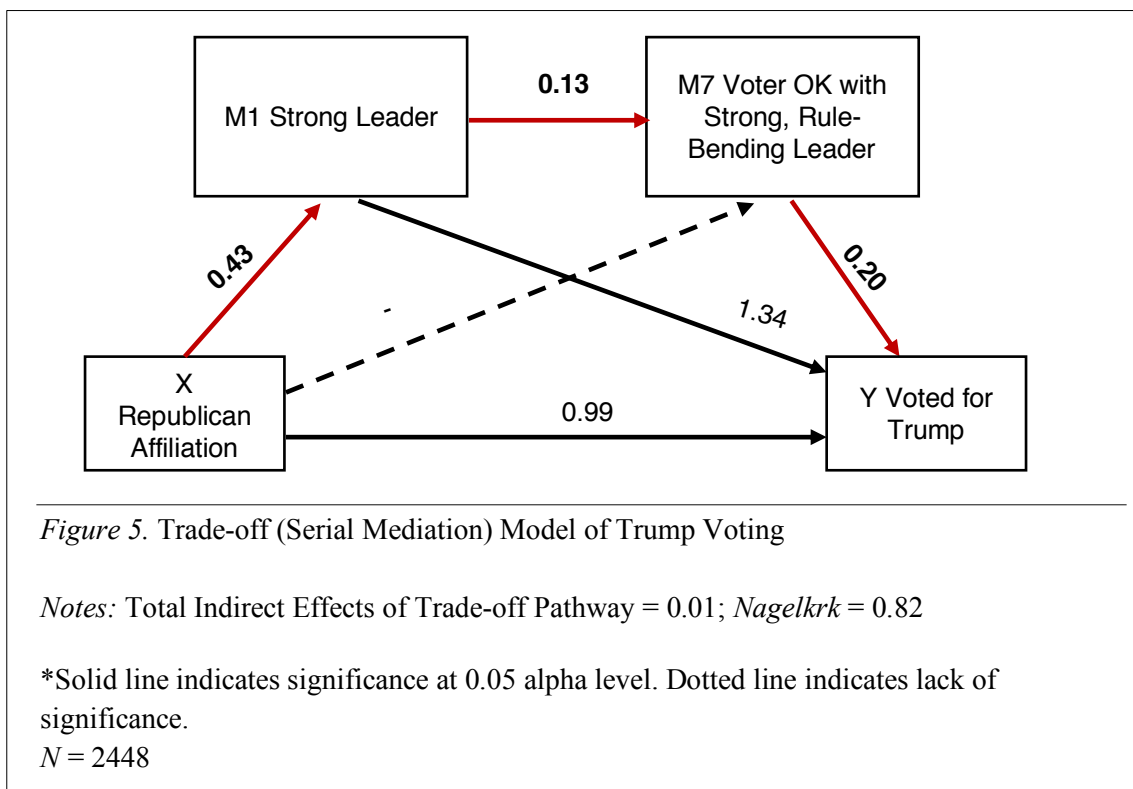 0.13
M1 Strong Leader
M7 Voter OK with
Strong, Rule-
Bending Leader
0.43
0.20
-
1.34
X
Republican
Affiliation
0.99
Y Voted for
Trump
Figure 5. Trade-off (Serial Mediation) Model of Trump Voting
Notes: Total Indirect Effects of Trade-off Pathway = 0.01; Nagelkrk = 0.82
*Solid line indicates significance at 0.05 alpha level. Dotted line indicates lack of
significance.
N = 2448